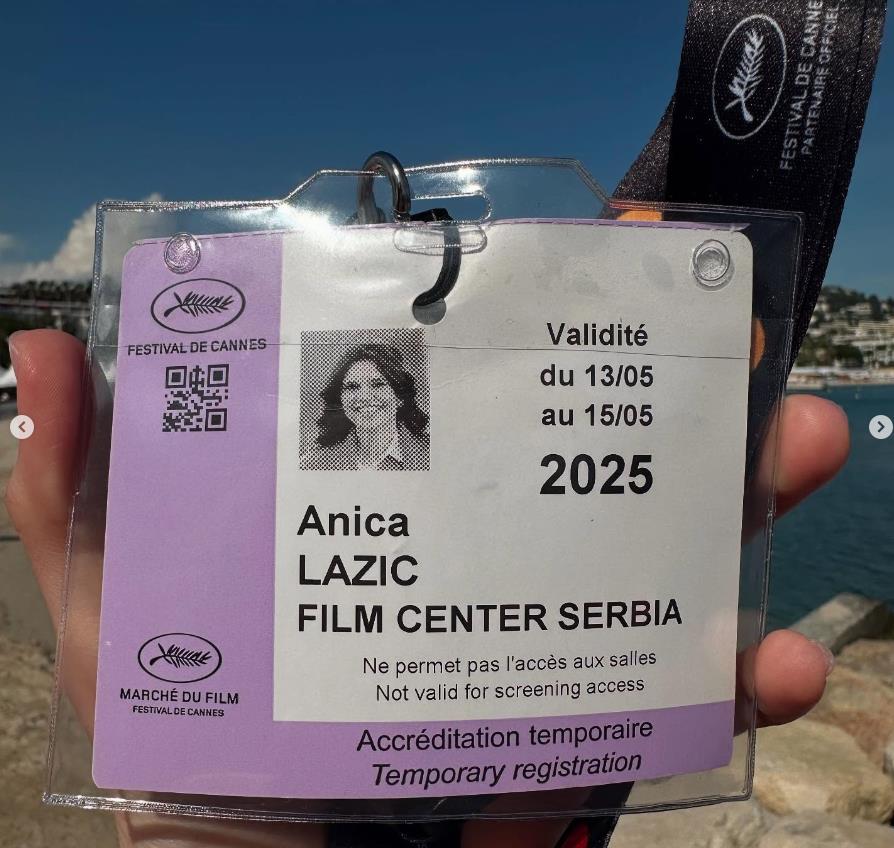 FESTIVAL DE CANNES
PARTENAIRE OFFICIEL
FESTIVAL DE CANNES
Validité
du 13/05
au 15/05
2025
Anica
LAZIC
FILM CENTER SERBIA
Ne permet pas l'accès aux salles
Not valid for screening access
MARCHÉ DU FILM
FESTIVAL DE CANNES
Accréditation temporaire
Temporary registration